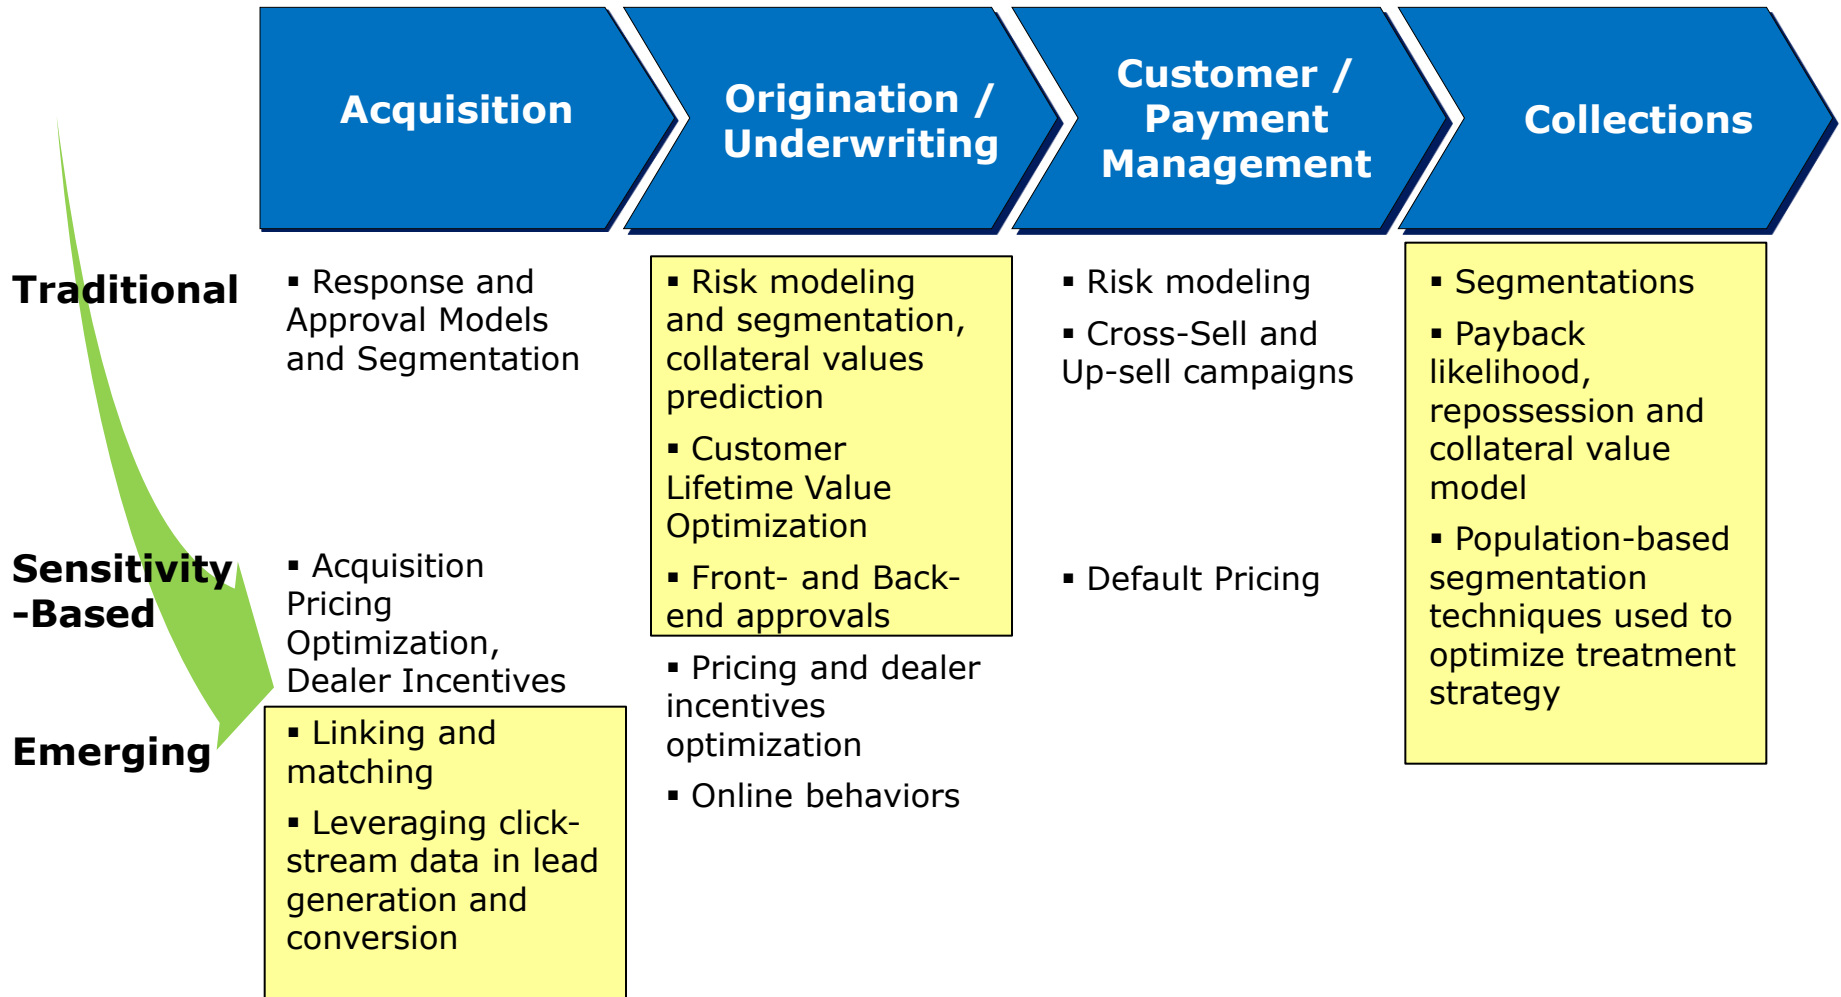 Acquisition
Origination /
Underwriting
Customer /
Payment
Management
Collections
Traditional
▪ Response and
Approval Models
and Segmentation
▪ Risk modeling
and segmentation,
collateral values
prediction
▪ Customer
Lifetime Value
Optimization
▪ Front- and Back-
end approvals
▪ Risk modeling
▪ Cross-Sell and
Up-sell campaigns
▪ Segmentations
▪ Payback
likelihood,
repossession and
collateral value
model
▪ Population-based
segmentation
techniques used to
optimize treatment
strategy
Sensitivity
-Based
▪ Acquisition
Pricing
Optimization,
Dealer Incentives
▪ Pricing and dealer
incentives
optimization
▪ Online behaviors
▪ Default Pricing
Emerging
▪ Linking and
matching
▪ Leveraging click-
stream data in lead
generation and
conversion